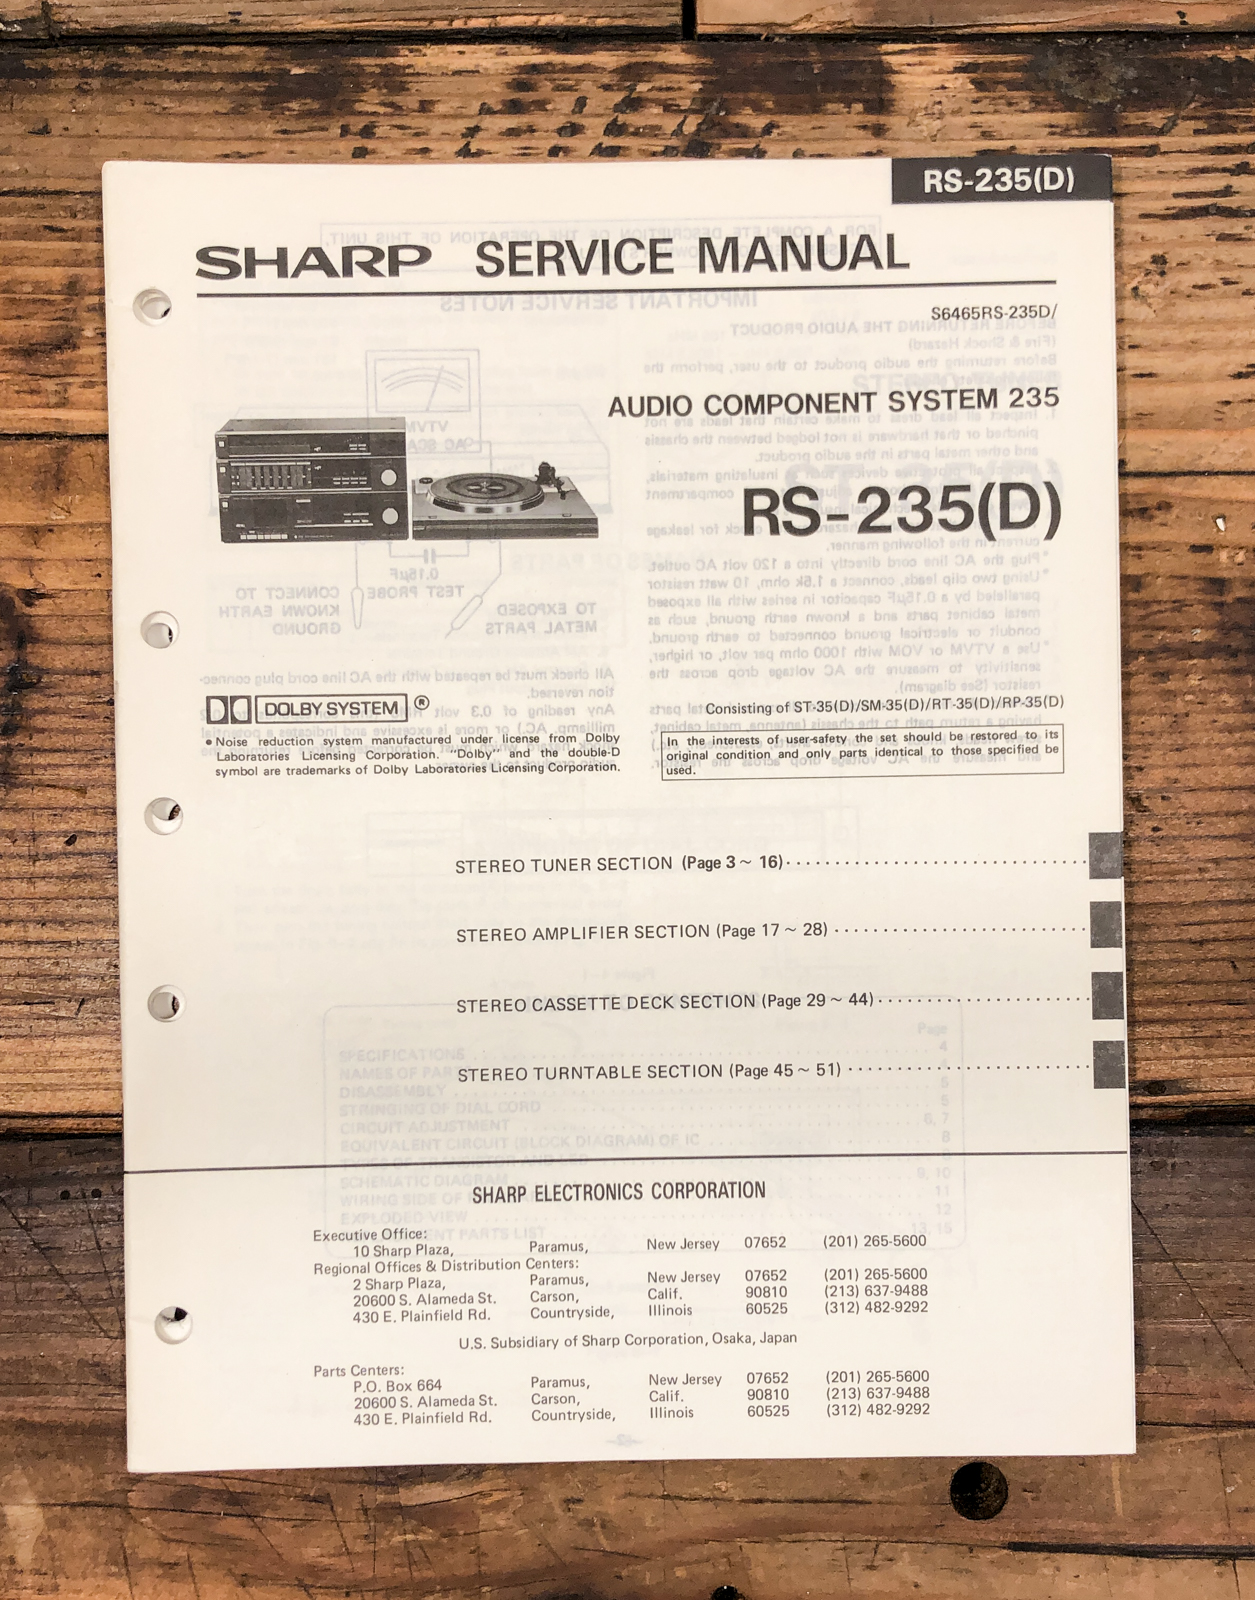 RS-235(D)
SHARP SERVICE MANUAL
S6465RS-235D/
AUDIO COMPONENT SYSTEM 235
RS-235(D)
DOLBY SYSTEM ®
• Noise reduction system manufactured under license from Dolby
Laboratories Licensing Corporation. "Dolby" and the double-D
symbol are trademarks of Dolby Laboratories Licensing Corporation.
Consisting of ST-35(D)/SM-35(D)/RT-35(D)/RP-35(D)
In the interests of user-safety the set should be restored to its
original condition and only parts identical to those specified be
used.
STEREO TUNER SECTION (Page 3 ~ 16)
STEREO AMPLIFIER SECTION (Page 17 ~ 28)
STEREO CASSETTE DECK SECTION (Page 29 ~ 44)
STEREO TURNTABLE SECTION (Page 45 ~ 51)
SHARP ELECTRONICS CORPORATION
Executive Office:
10 Sharp Plaza, Paramus, New Jersey 07652 (201) 265-5600
Regional Offices & Distribution Centers:
2 Sharp Plaza, Paramus, New Jersey 07652 (201) 265-5600
20600 S. Alameda St. Carson, Calif. 90810 (213) 637-9488
430 E. Plainfield Rd. Countryside, Illinois 60525 (312) 482-9292
U.S. Subsidiary of Sharp Corporation, Osaka, Japan
Parts Centers:
P.O. Box 664 Paramus, New Jersey 07652 (201) 265-5600
20600 S. Alameda St. Carson, Calif. 90810 (213) 637-9488
430 E. Plainfield Rd. Countryside, Illinois 60525 (312) 482-9292